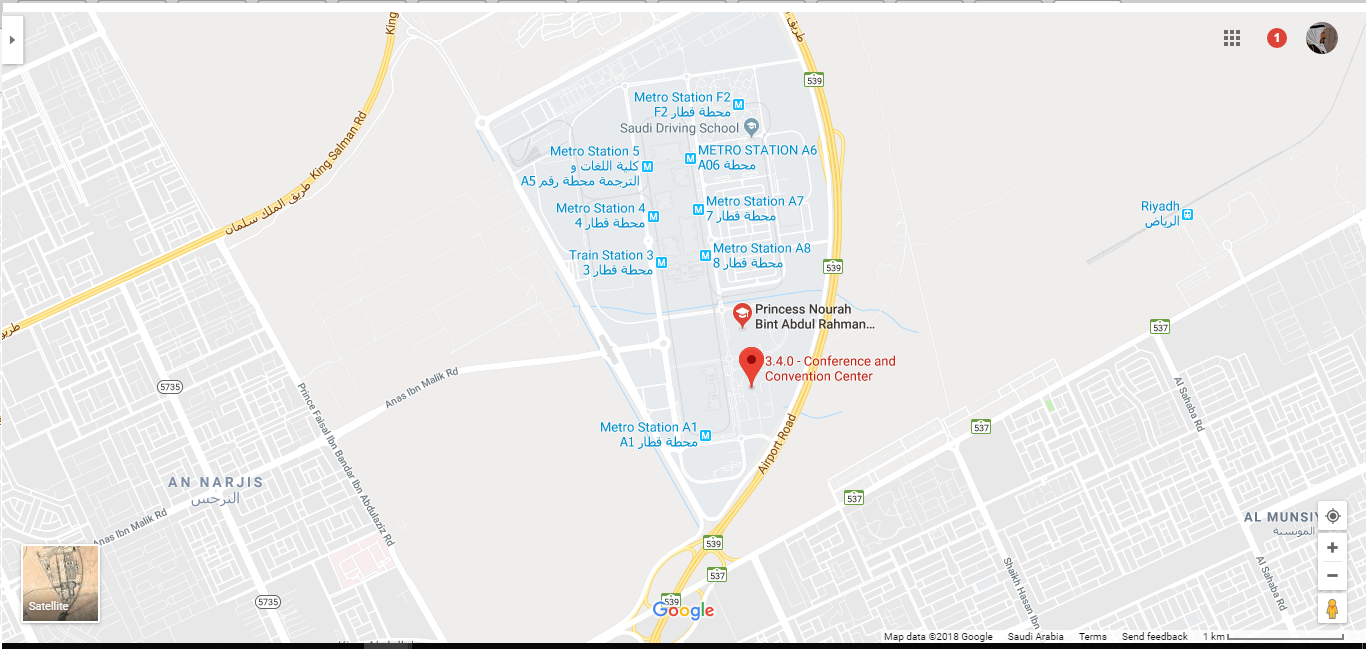 King
طريق
539
1
Metro Station F2
محطة قطار F2
Saudi Driving School
King Salman Rd
طريق الملك سلمان
Metro Station 5
كلية اللغات و
الترجمة محطة رقم A5
METRO STATION A6
محطة A06
Metro Station 4
محطة قطار 4
Metro Station A7
محطة قطار 7
Riyadh
الرياض
Train Station 3
محطة قطار 3
Metro Station A8
محطة قطار 8
539
Princess Nourah
Bint Abdul Rahman...
طريق
537
3.4.0 - Conference and
Convention Center
5735
Anas Ibn Malik Rd
Prince Faisal Ibn Bandar Ibn Abdulaziz Rd
Al Sahaba Rd
Metro Station A1
محطة قطار A1
537
Airport Road
AN NARJIS
النرجس
537
Anas Ibn Malik Rd
AL MUNSIY
المونسية
539
537
Shaikh Hasan Ibn
Al Sahaba Rd
Satellite
5735
539
Google
Map data ©2018 Google Saudi Arabia Terms Send feedback 1 km